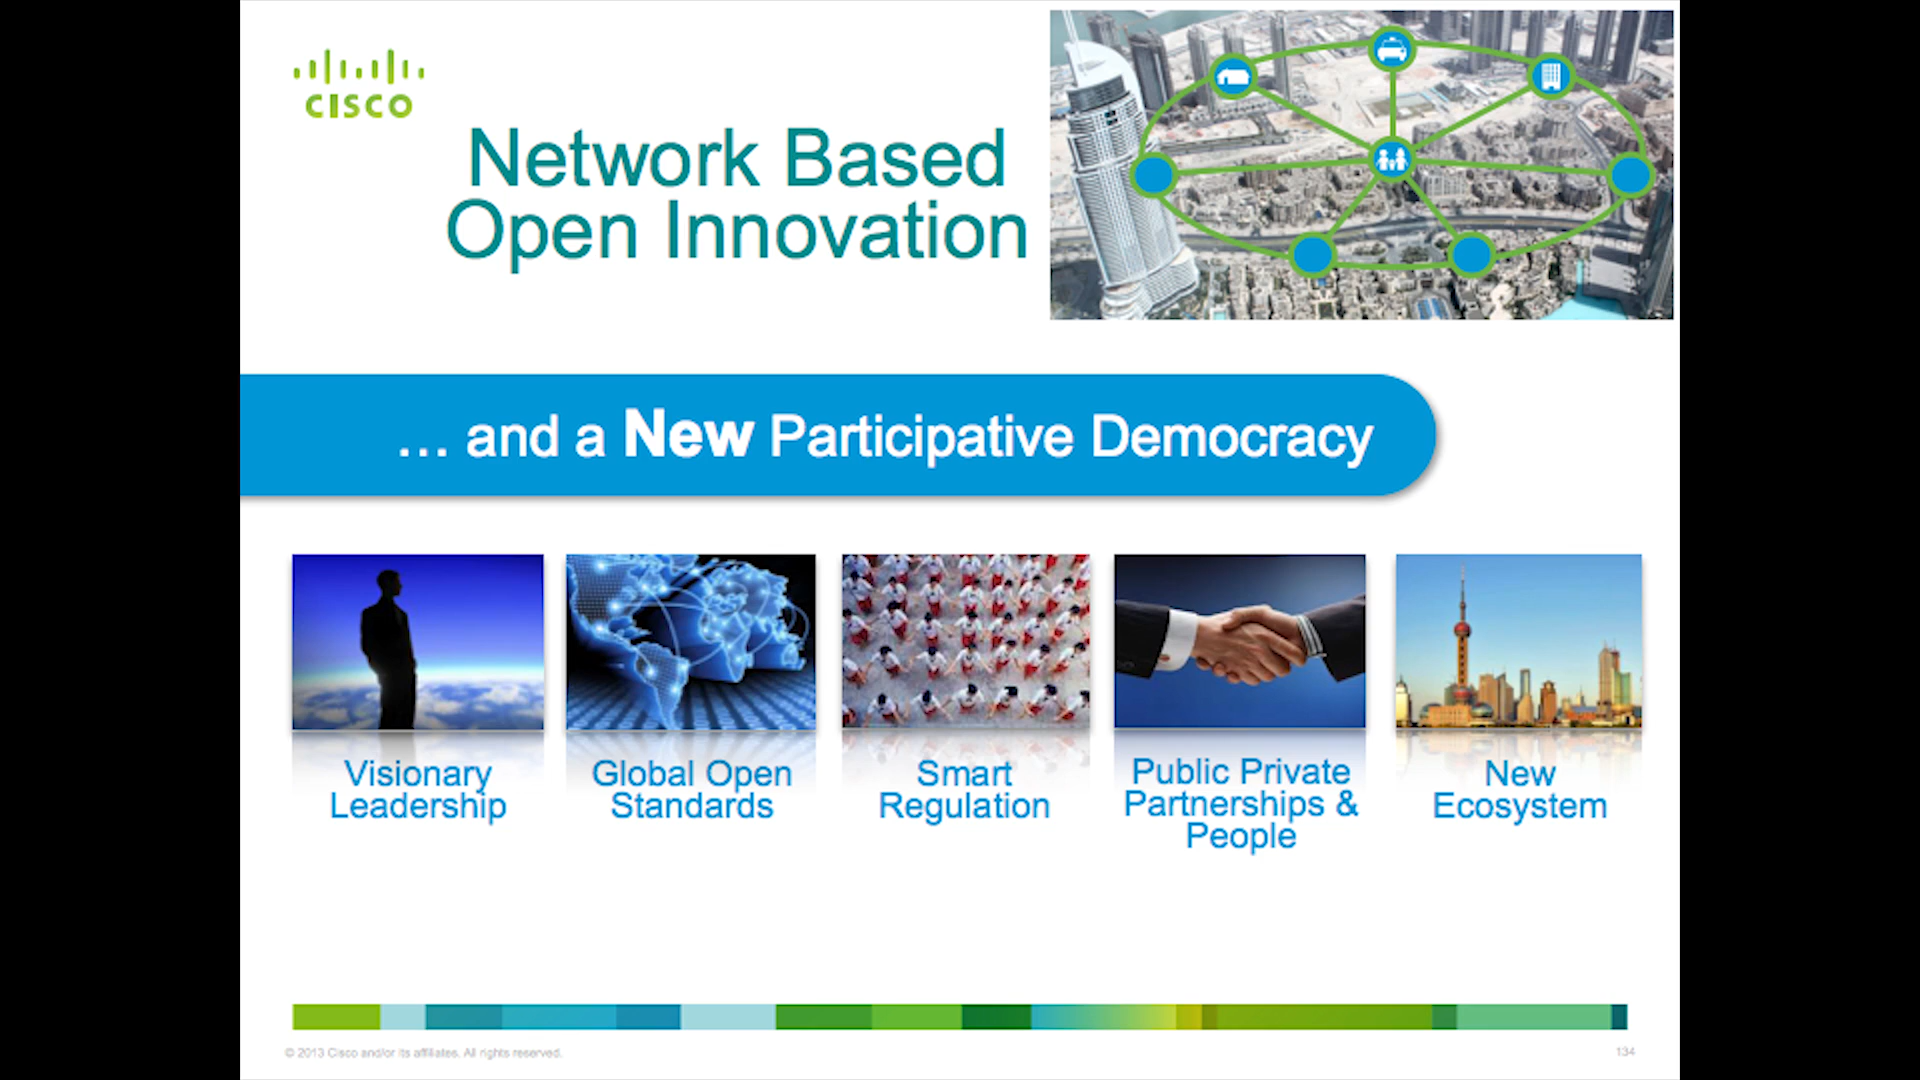 CISCO
Network Based
Open Innovation
... and a New Participative Democracy
Visionary
Leadership
Global Open
Standards
Smart
Regulation
Public Private
Partnerships &
People
New
Ecosystem
© 2013 Cisco and/or its affiliates. All rights reserved.
134